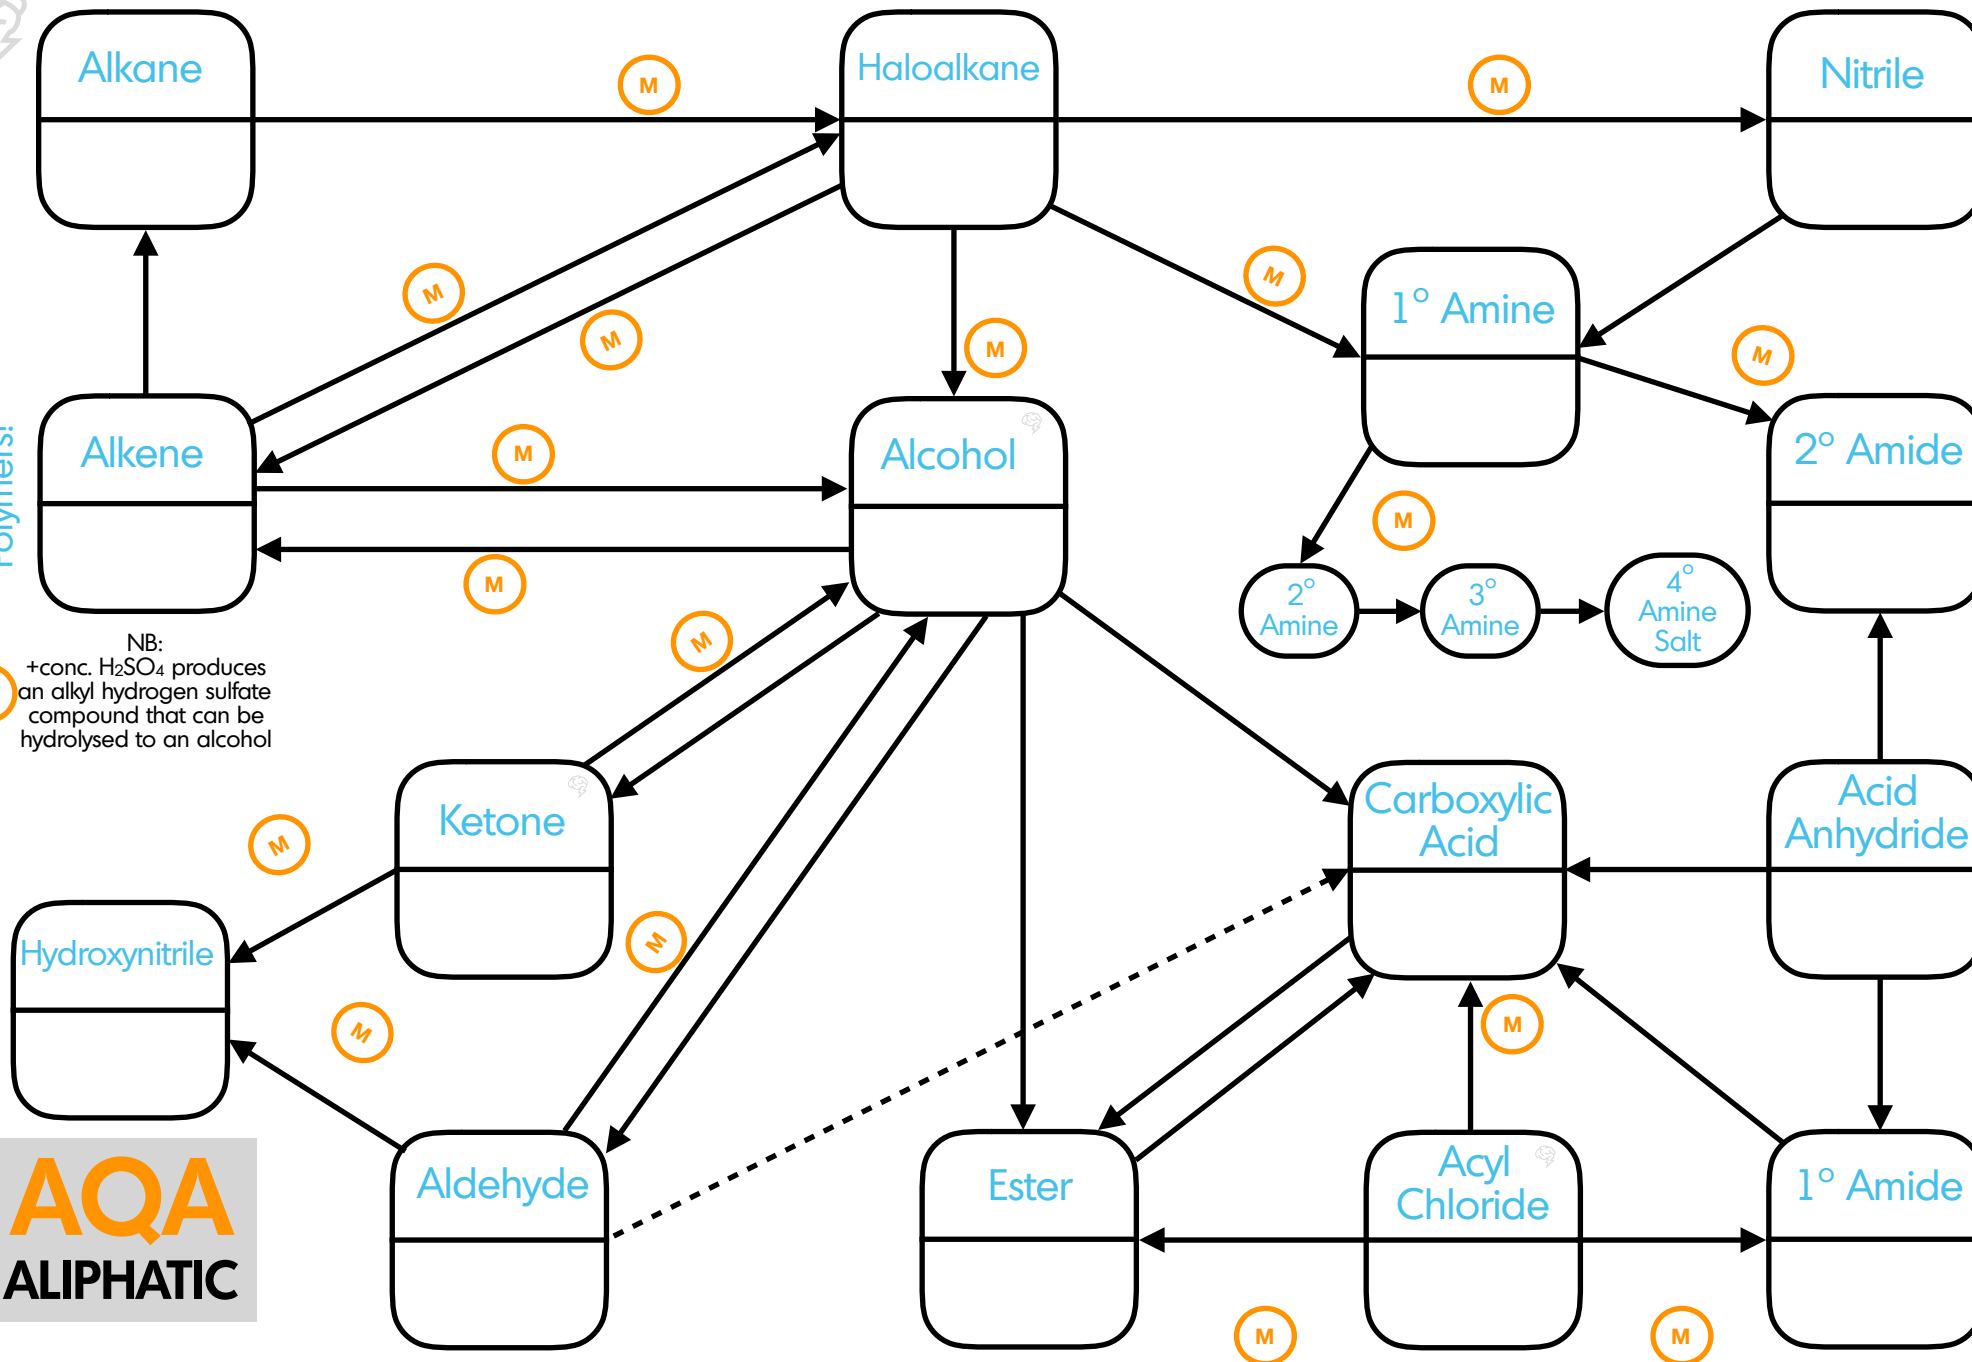 Alkane
M
Haloalkane
M
Nitrile
M
M
M
M
1° Amine
M
Polymers!
Alkene
M
Alcohol
2° Amide
M
M
2°
Amine
3°
Amine
4°
Amine
Salt
NB:
+conc. H₂SO₄ produces
an alkyl hydrogen sulfate
compound that can be
hydrolysed to an alcohol
M
Ketone
Carboxylic
Acid
Acid
Anhydride
M
Hydroxynitrile
M
M
M
Aldehyde
Ester
Acyl
Chloride
1° Amide
AQA
ALIPHATIC
M
M